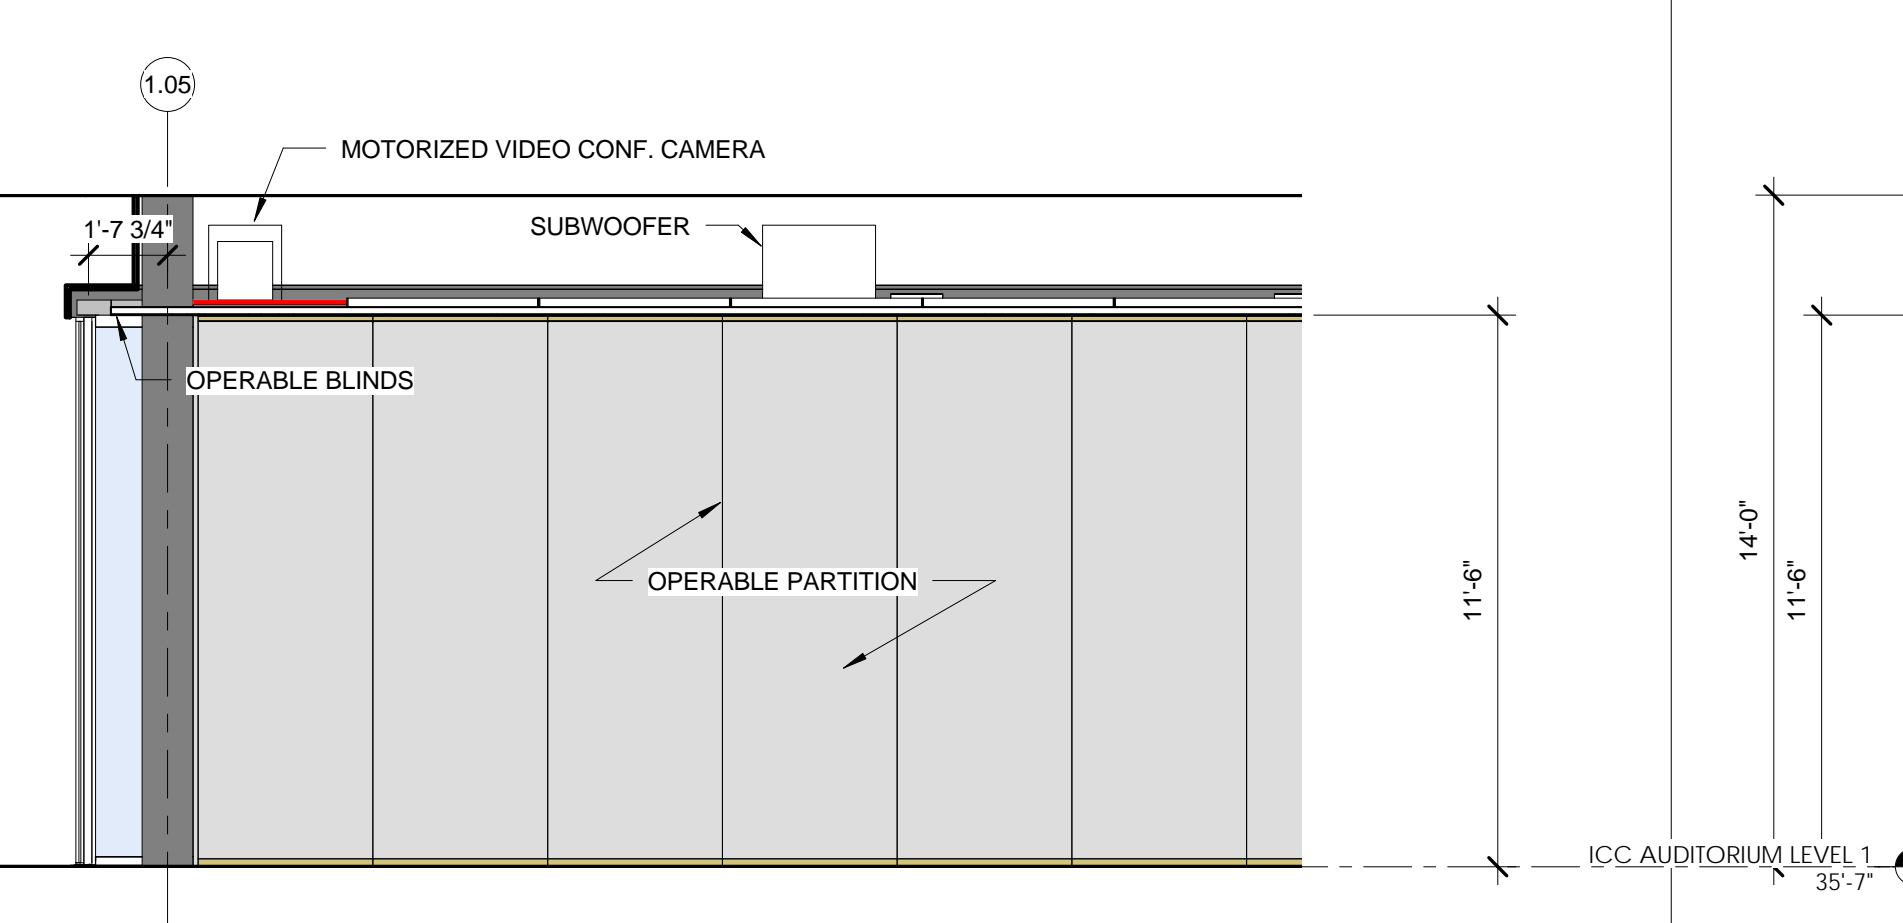 1.05
MOTORIZED VIDEO CONF. CAMERA
SUBWOOFER
1'-7 3/4"
OPERABLE BLINDS
OPERABLE PARTITION
11'-6"
14'-0"
11'-6"
ICC AUDITORIUM LEVEL 1
35'-7"